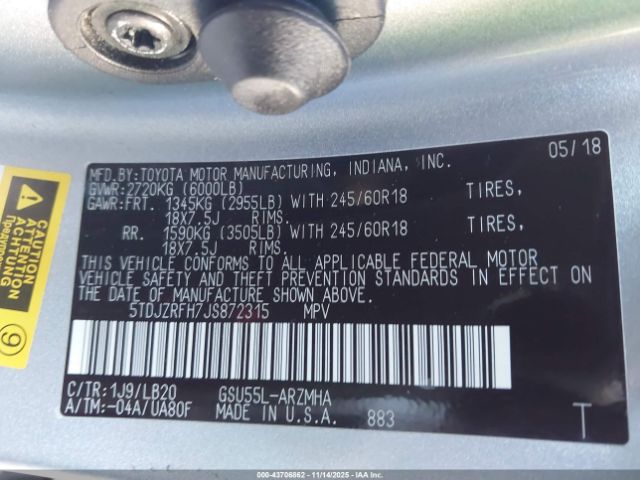 MFD.BY:TOYOTA MOTOR MANUFACTURING, INDIANA, INC. 05/18
GVWR:2720KG (6000LB)
GAWR:FRT. 1345KG (2955LB) WITH 245/60R18 TIRES,
18X7.5J RIMS.
RR. 1590KG (3505LB) WITH 245/60R18 TIRES,
18X7.5J RIMS.
THIS VEHICLE CONFORMS TO ALL APPLICABLE FEDERAL MOTOR
VEHICLE SAFETY AND THEFT PREVENTION STANDARDS IN EFFECT ON
THE DATE OF MANUFACTURE SHOWN ABOVE.
5TDJZRFH7JS872315 MPV
C/TR:1J9/LB20 GSU55L-ARZMHA
A/TM:-04A/UA80F MADE IN U.S.A. 883 T
CAUTION
ATTENTION
ACHTUNG
9
000-43706862 - 11/14/2025 - COPART